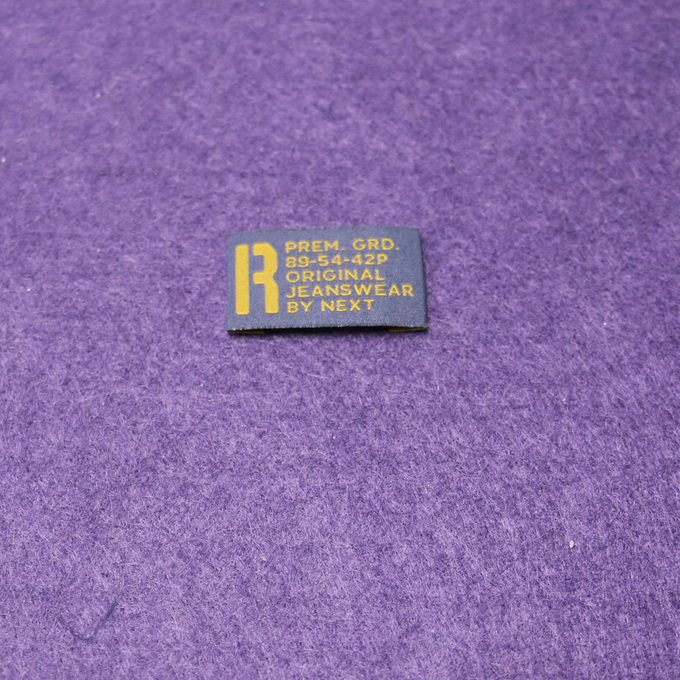 R
PREM. GRD.
89-54-42P
ORIGINAL
JEANSWEAR
BY NEXT